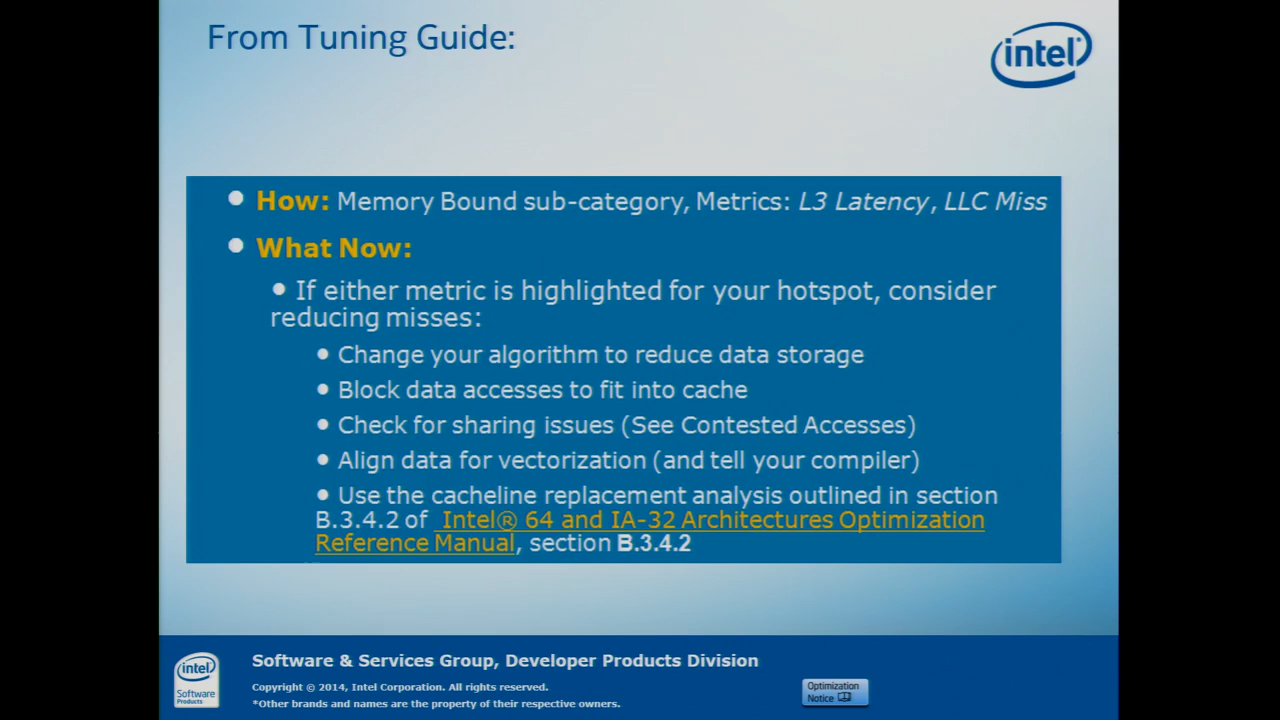 From Tuning Guide:
intel
How: Memory Bound sub-category, Metrics: L3 Latency, LLC Miss
What Now:
If either metric is highlighted for your hotspot, consider
reducing misses:
Change your algorithm to reduce data storage
Block data accesses to fit into cache
Check for sharing issues (See Contested Accesses)
Align data for vectorization (and tell your compiler)
Use the cacheline replacement analysis outlined in section
B.3.4.2 of Intel® 64 and IA-32 Architectures Optimization
Reference Manual, section B.3.4.2
intel
Software
Products
Software & Services Group, Developer Products Division
Copyright © 2014, Intel Corporation. All rights reserved.
*Other brands and names are the property of their respective owners.
Optimization
Notice